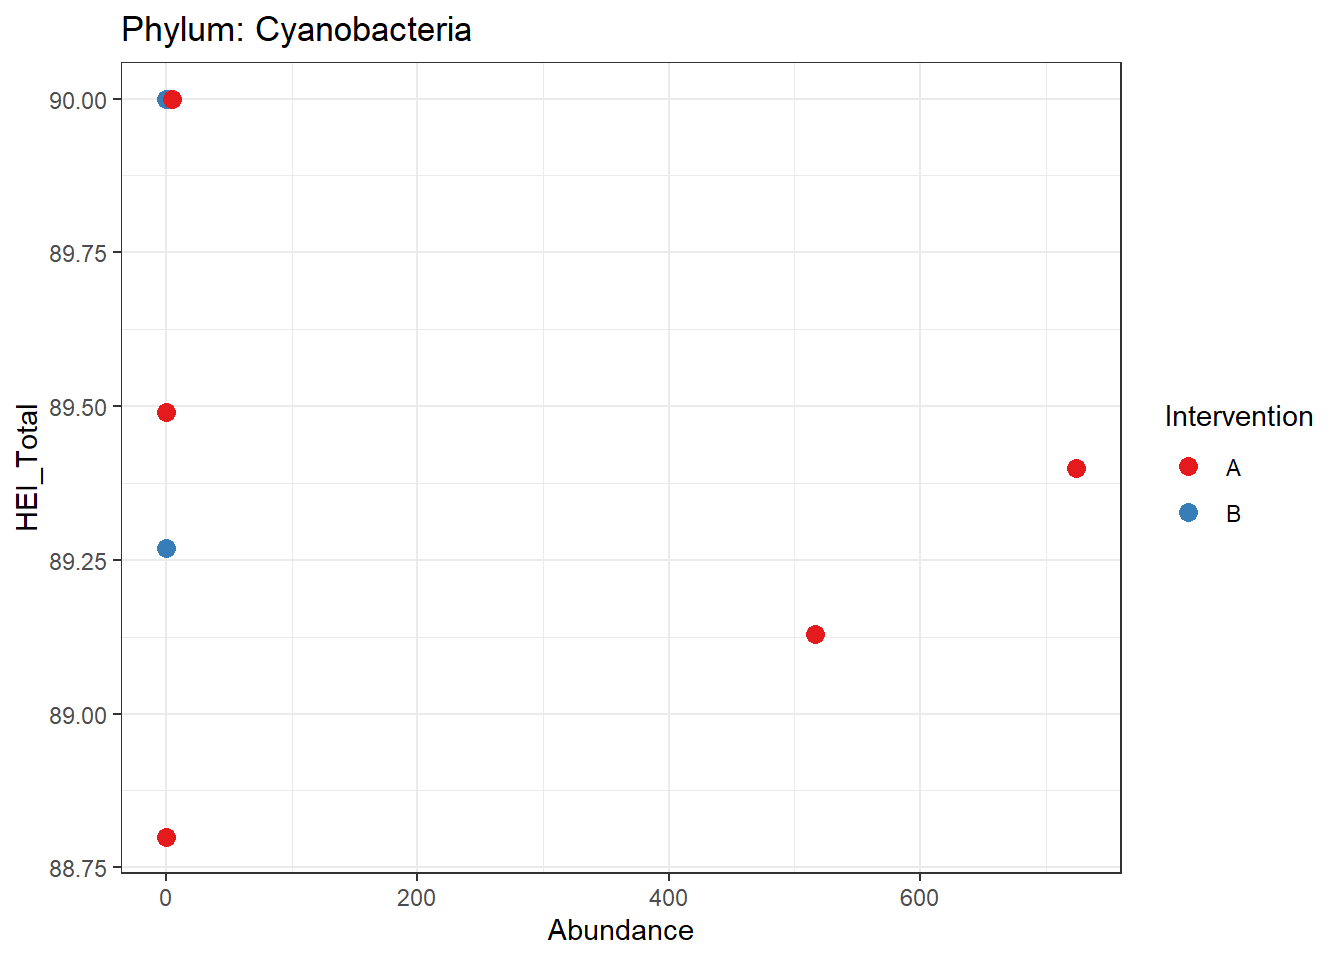 Phylum: Cyanobacteria
90.00
89.75
89.50
89.25
89.00
88.75
HEI_Total
0 200 400 600
Abundance
Intervention
A
B